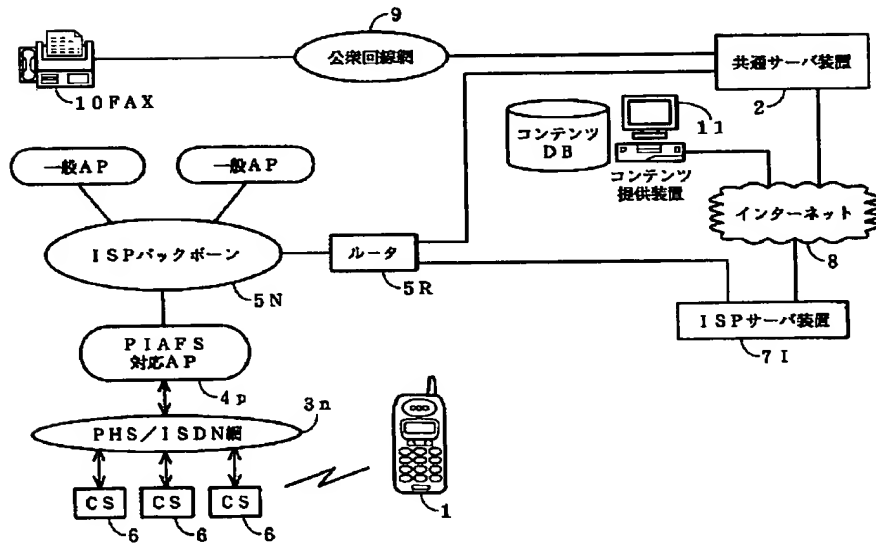 9
公衆回線網
共通サーバ装置
2
10FAX
コンテンツ
DB
11
コンテンツ
提供装置
一般AP
一般AP
インターネット
8
ISPバックボーン
5N
ルータ
5R
ISPサーバ装置
7I
PIAFS
対応AP
4p
3n
PHS/ISDN網
CS
CS
CS
6
6
6
1